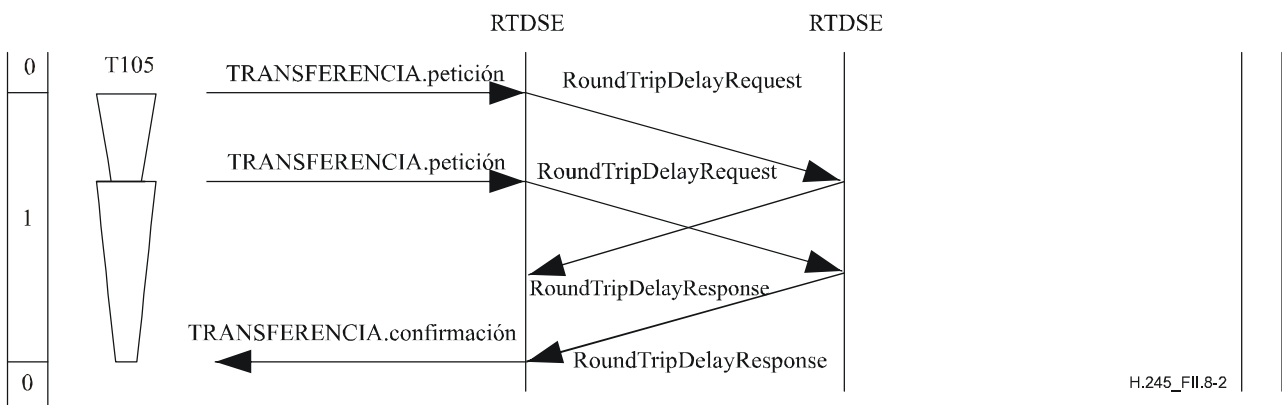 RTDSE RTDSE
0 T105 TRANSFERENCIA.petición RoundTripDelayRequest
TRANSFERENCIA.petición RoundTripDelayRequest
1
RoundTripDelayResponse
TRANSFERENCIA.confirmación
RoundTripDelayResponse
0 H.245_FII.8-2